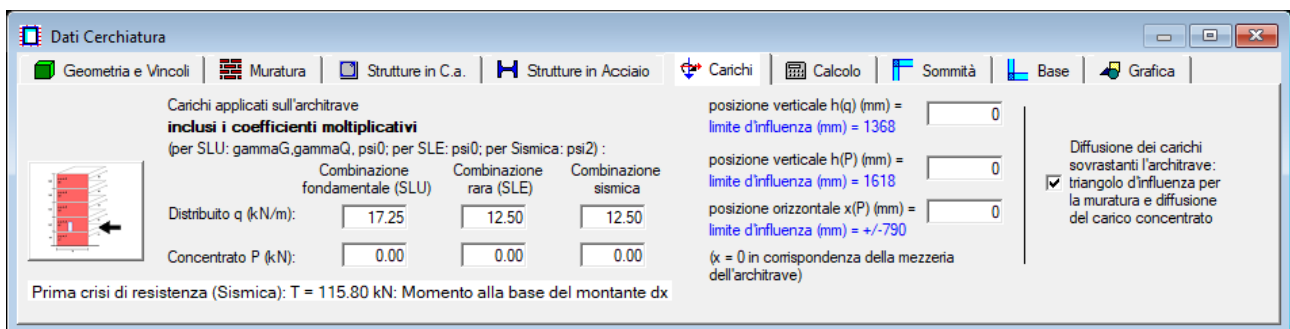 Dati Cerchiatura
Geometria e Vincoli
Muratura
Strutture in C.a.
Strutture in Acciaio
Carichi
Calcolo
Sommità
Base
Grafica
Carichi applicati sull'architrave
inclusi i coefficienti moltiplicativi
(per SLU: gammaG,gammaQ, psi0; per SLE: psi0; per Sismica: psi2) :
Combinazione fondamentale (SLU)
Combinazione rara (SLE)
Combinazione sismica
Distribuito q (kN/m): 17.25 12.50 12.50
Concentrato P (kN): 0.00 0.00 0.00
Prima crisi di resistenza (Sismica): T = 115.80 kN: Momento alla base del montante dx
posizione verticale h(q) (mm) = 0
limite d'influenza (mm) = 1368
posizione verticale h(P) (mm) = 0
limite d'influenza (mm) = 1618
posizione orizzontale x(P) (mm) = 0
limite d'influenza (mm) = +/-790
(x = 0 in corrispondenza della mezzeria
dell'architrave)
Diffusione dei carichi
sovrastanti l'architrave:
triangolo d'influenza per
la muratura e diffusione
del carico concentrato